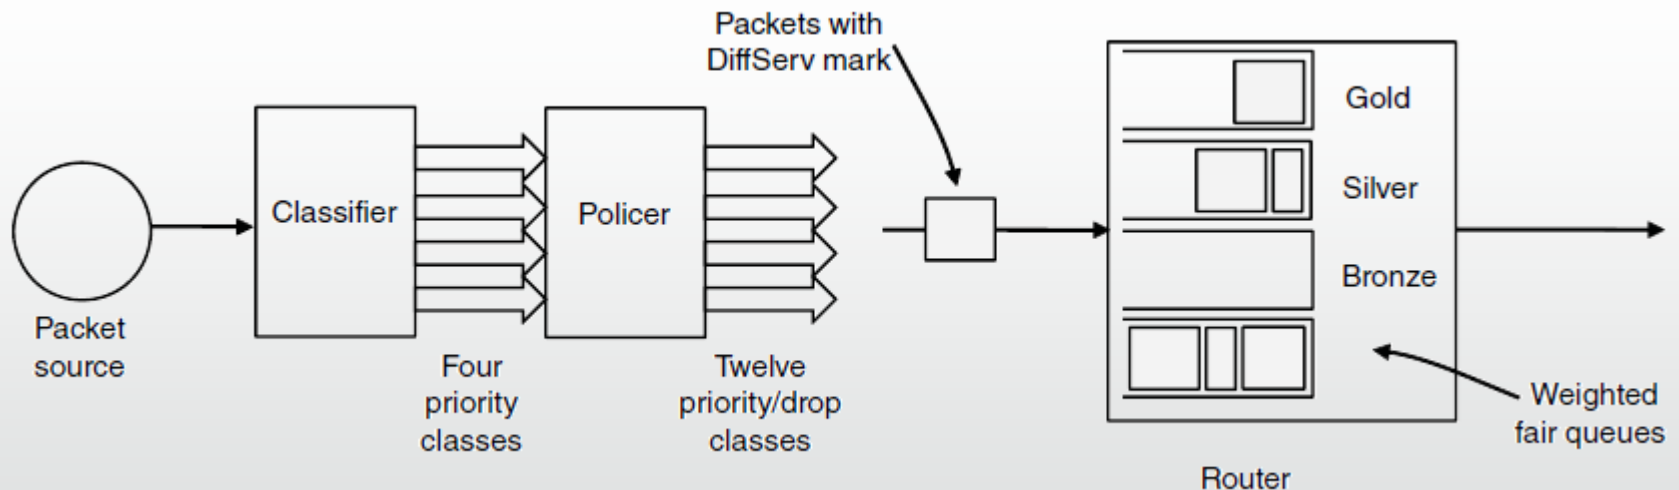 Packets with
DiffServ mark
Gold
Classifier
Policer
Silver
Bronze
Packet
source
Four
priority
classes
Twelve
priority/drop
classes
Weighted
fair queues
Router